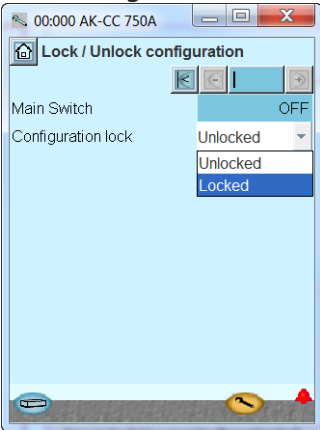 00:000 AK-CC 750A
Lock / Unlock configuration
Main Switch OFF
Configuration lock Unlocked
Unlocked
Locked